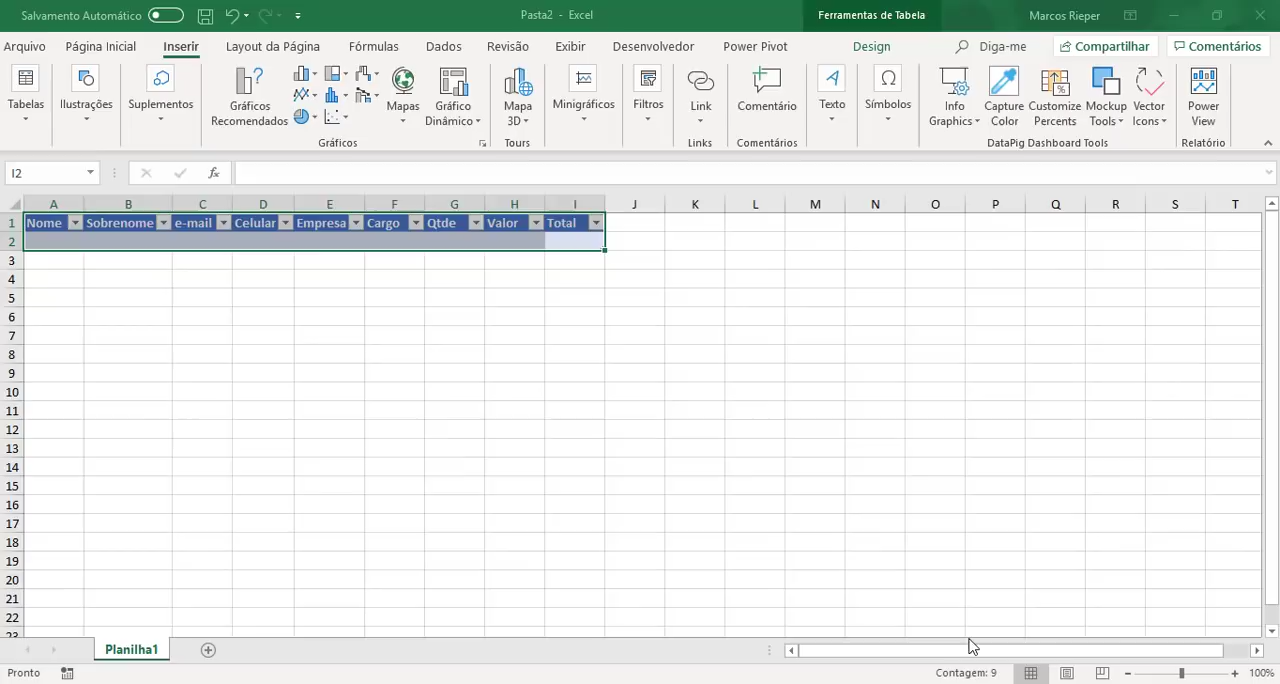 Salvamento Automático
Pasta2 - Excel
Ferramentas de Tabela
Marcos Rieper
Arquivo Página Inicial Inserir Layout da Página Fórmulas Dados Revisão Exibir Desenvolvedor Power Pivot Design Diga-me Compartilhar Comentários
Tabelas
Ilustrações
Suplementos
Gráficos
Recomendados
Mapas
Gráfico
Dinâmico
Gráficos
Mapa
3D
Tours
Minigráficos
Filtros
Link
Links
Comentário
Comentários
Texto
Símbolos
Info
Graphics
Capture
Color
Customize
Percents
Mockup
Tools
Vector
Icons
DataPig Dashboard Tools
Power
View
Relatório
I2
fx
A B C D E F G H I J K L M N O P Q R S T
1 Nome Sobrenome e-mail Celular Empresa Cargo Qtde Valor Total
2
3
4
5
6
7
8
9
10
11
12
13
14
15
16
17
18
19
20
21
22
23
Planilha1
Pronto
Contagem: 9
100%